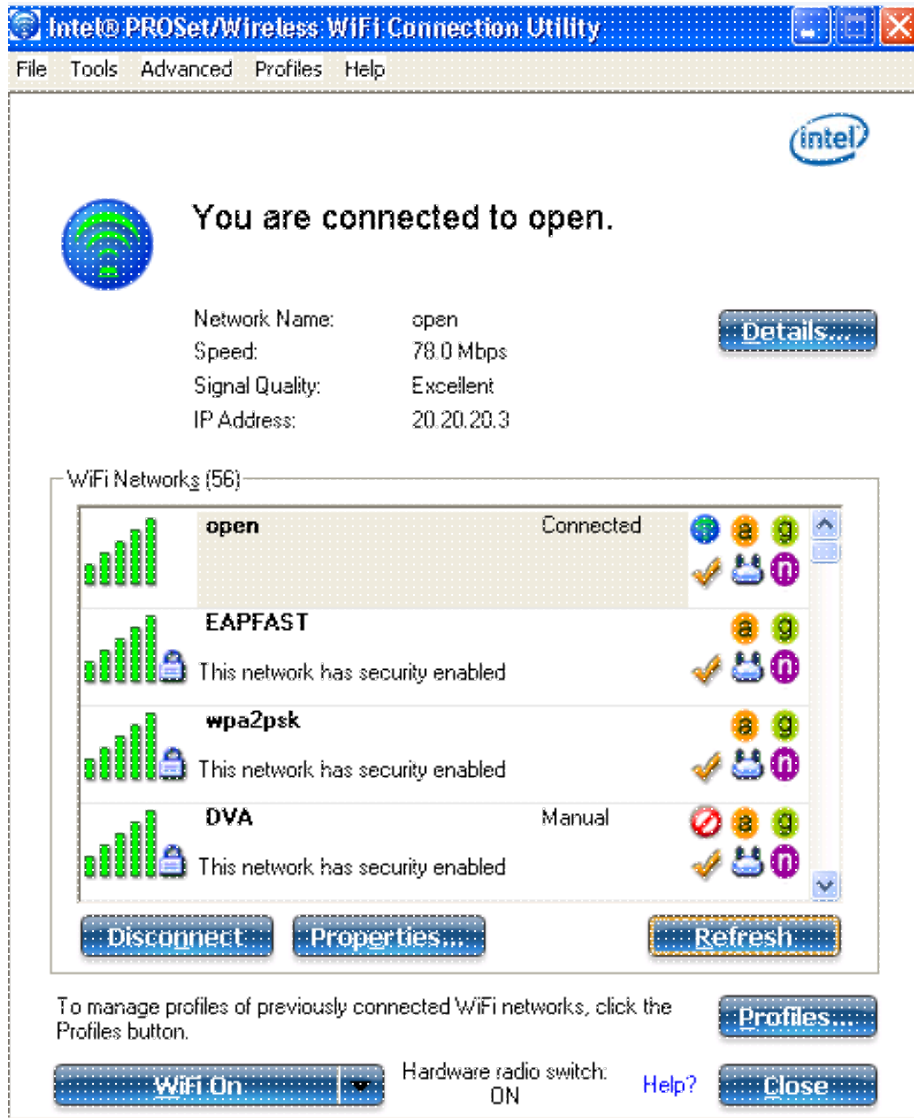 Intel® PROSet/Wireless WiFi Connection Utility
File Tools Advanced Profiles Help
intel
You are connected to open.
Network Name: open
Speed: 78.0 Mbps
Signal Quality: Excellent
IP Address: 20.20.20.3
Details...
WiFi Networks (56)
open Connected
a g
n
EAPFAST
a g
This network has security enabled
n
wpa2psk
a g
This network has security enabled
n
DVA Manual
a g
This network has security enabled
n
Disconnect Properties... Refresh
To manage profiles of previously connected WiFi networks, click the
Profiles button.
Profiles...
WiFi On
Hardware radio switch:
ON
Help?
Close